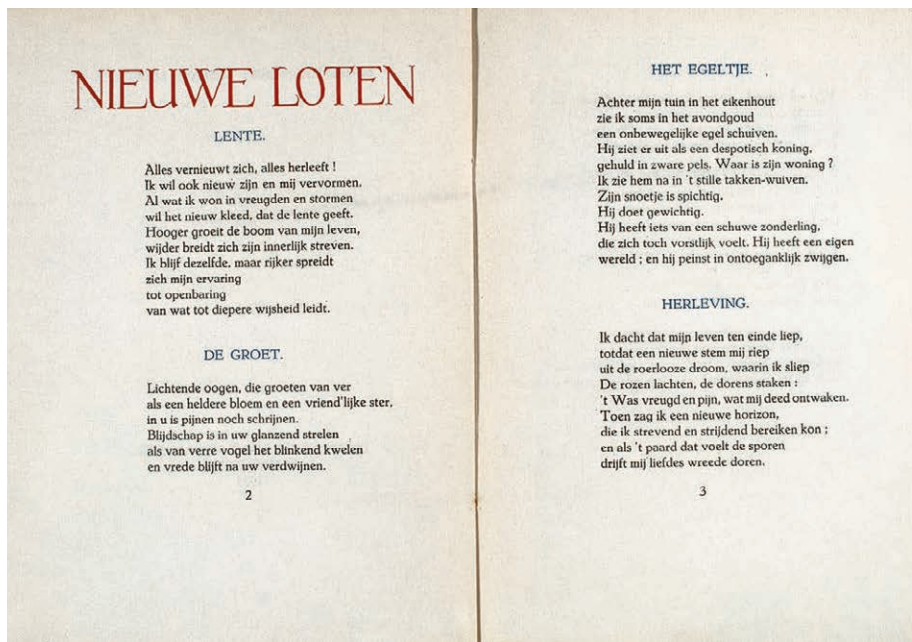 NIEUWE LOTEN
LENTE.
Alles vernieuwt zich, alles herleeft !
Ik wil ook nieuw zijn en mij vervormen.
Al wat ik won in vreugden en stormen
wil het nieuw kleed, dat de lente geeft.
Hooger groeit de boom van mijn leven,
wijder breidt zich zijn innerlijk streven.
Ik blijf dezelfde, maar rijker spreidt
zich mijn ervaring
tot openbaring
van wat tot diepere wijsheid leidt.
DE GROET.
Lichtende oogen, die groeten van ver
als een heldere bloem en een vriend'lijke ster,
in u is pijnen noch schrijnen.
Blijdschap is in uw glanzend strelen
als van verre vogel het blinkend kwelen
en vrede blijft na uw verdwijnen.
2
HET EGELTJE.
Achter mijn tuin in het eikenhout
zie ik soms in het avondgoud
een onbewegelijke egel schuiven.
Hij ziet er uit als een despotisch koning,
gehuld in zware pels. Waar is zijn woning ?
Ik zie hem na in 't stille takken-wuiven.
Zijn snoetje is spichtig.
Hij doet gewichtig.
Hij heeft iets van een schuwe zonderling,
die zich toch vorstlijk voelt. Hij heeft een eigen
wereld ; en hij peinst in ontoeganklijk zwijgen.
HERLEVING.
Ik dacht dat mijn leven ten einde liep,
totdat een nieuwe stem mij riep
uit de roerlooze droom, waarin ik sliep
De rozen lachten, de dorens staken :
't Was vreugd en pijn, wat mij deed ontwaken.
Toen zag ik een nieuwe horizon,
die ik strevend en strijdend bereiken kon ;
en als 't paard dat voelt de sporen
drijft mij liefdes wreede doren.
3